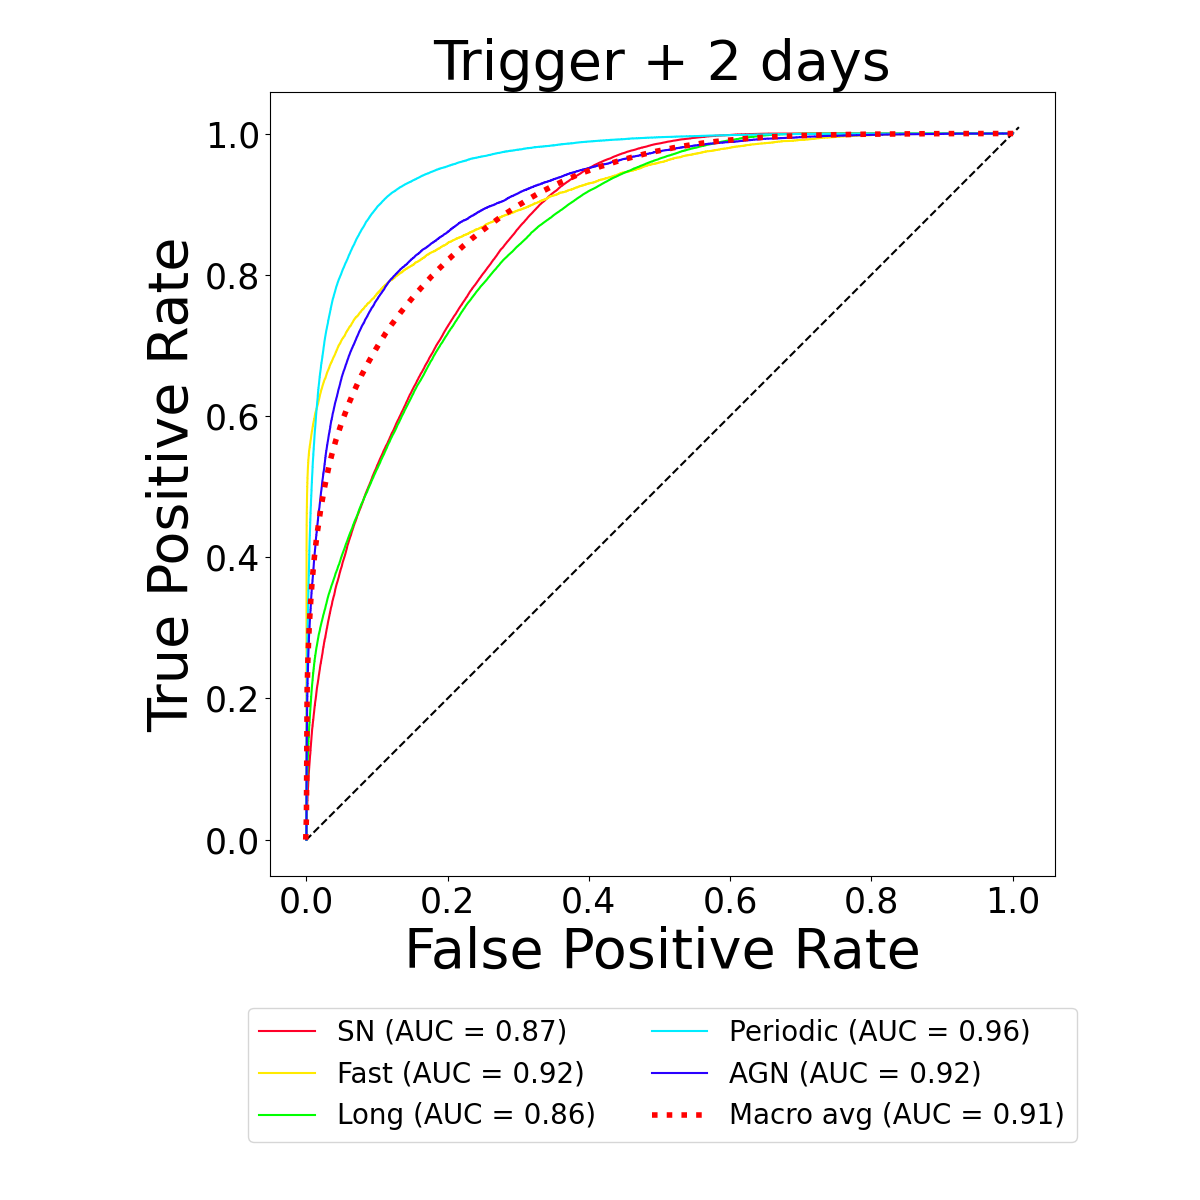 Trigger + 2 days
True Positive Rate
1.0
0.8
0.6
0.4
0.2
0.0
0.0 0.2 0.4 0.6 0.8 1.0
False Positive Rate
SN (AUC = 0.87)
Fast (AUC = 0.92)
Long (AUC = 0.86)
Periodic (AUC = 0.96)
AGN (AUC = 0.92)
Macro avg (AUC = 0.91)